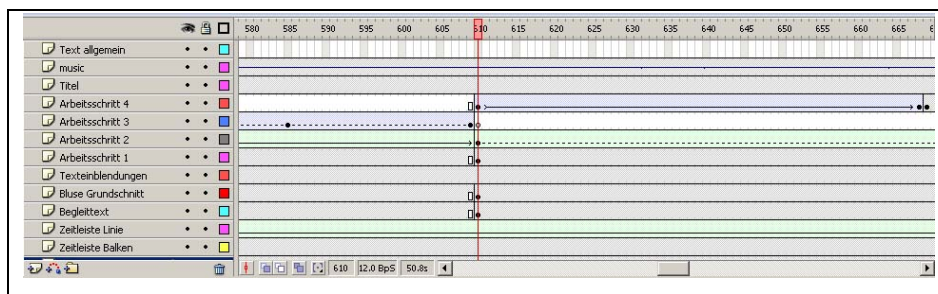 580 585 590 595 600 605 610 615 620 625 630 635 640 645 650 655 660 665 6
Text allgemein
music
Titel
Arbeitsschritt 4
Arbeitsschritt 3
Arbeitsschritt 2
Arbeitsschritt 1
Texteinblendungen
Bluse Grundschnitt
Begleittext
Zeitleiste Linie
Zeitleiste Balken
610 12.0 BpS 50.8s